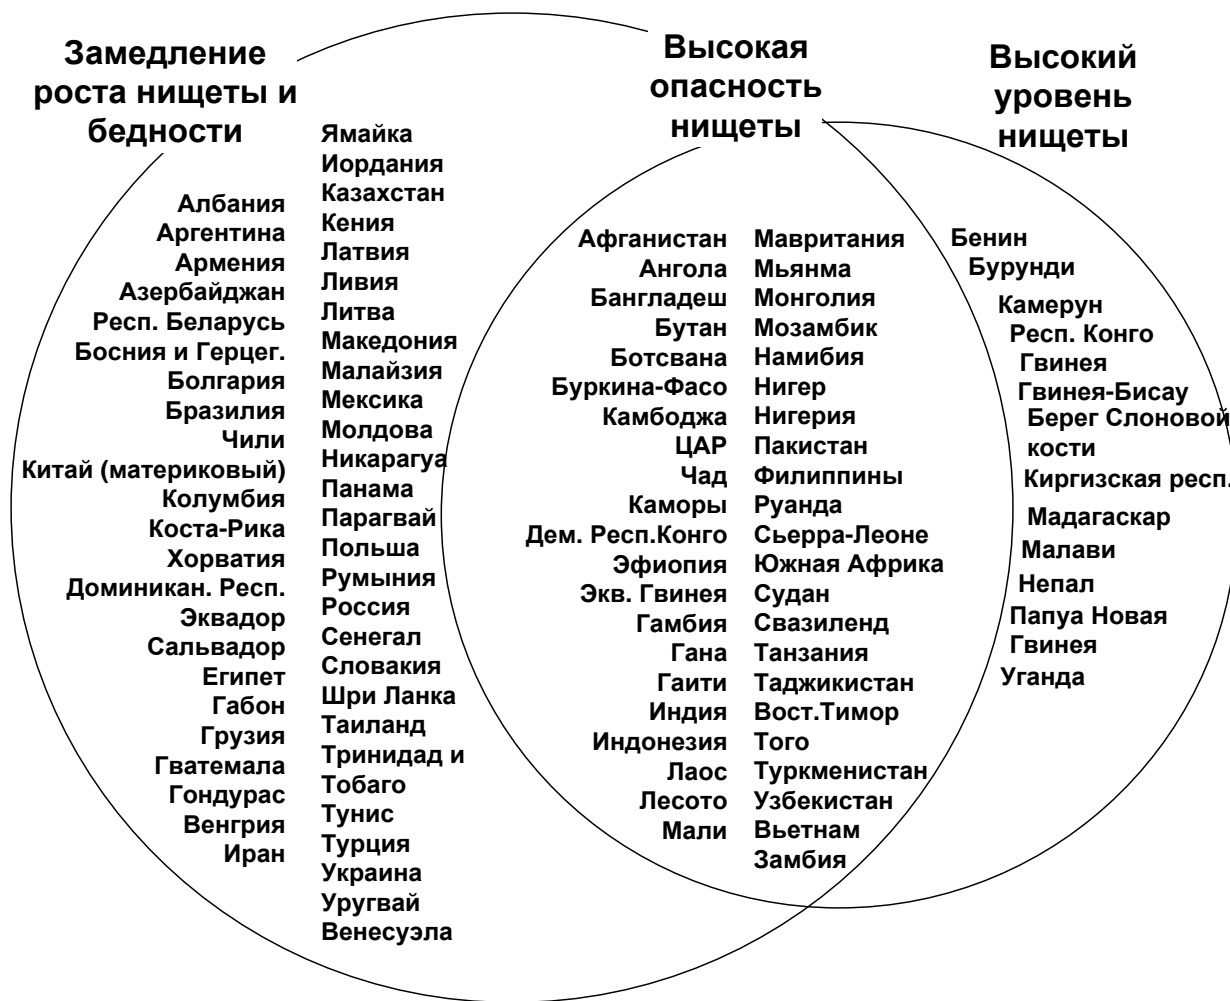 Замедление
роста нищеты и
бедности
Высокая
опасность
нищеты
Высокий
уровень
нищеты
Албания
Аргентина
Армения
Азербайджан
Респ. Беларусь
Босния и Герцег.
Болгария
Бразилия
Чили
Китай (материковый)
Колумбия
Коста-Рика
Хорватия
Доминикан. Респ.
Эквадор
Сальвадор
Египет
Габон
Грузия
Гватемала
Гондурас
Венгрия
Иран
Ямайка
Иордания
Казахстан
Кения
Латвия
Ливия
Литва
Македония
Малайзия
Мексика
Молдова
Никарагуа
Панама
Парагвай
Польша
Румыния
Россия
Сенегал
Словакия
Шри Ланка
Таиланд
Тринидад и
Тобаго
Тунис
Турция
Украина
Уругвай
Венесуэла
Афганистан
Ангола
Бангладеш
Бутан
Ботсвана
Буркина-Фасо
Камбоджа
ЦАР
Чад
Каморы
Дем. Респ.Конго
Эфиопия
Экв. Гвинея
Гамбия
Гана
Гаити
Индия
Индонезия
Лаос
Лесото
Мали
Мавритания
Мьянма
Монголия
Мозамбик
Намибия
Нигер
Нигерия
Пакистан
Филиппины
Руанда
Сьерра-Леоне
Южная Африка
Судан
Свазиленд
Танзания
Таджикистан
Вост.Тимор
Того
Туркменистан
Узбекистан
Вьетнам
Замбия
Бенин
Бурунди
Камерун
Респ. Конго
Гвинея
Гвинея-Бисау
Берег Слоновой
кости
Киргизская респ.
Мадагаскар
Малави
Непал
Папуа Новая
Гвинея
Уганда